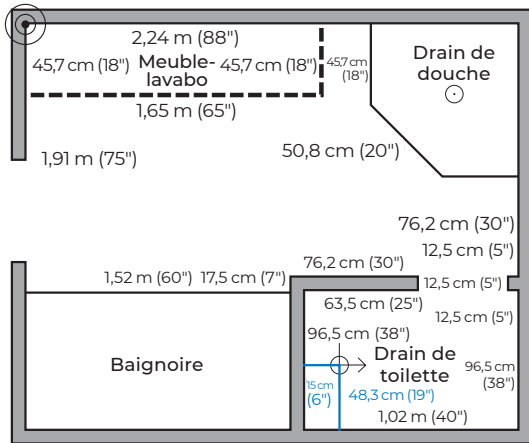 2,24 m (88")
45,7 cm (18")
Meuble-
lavabo
45,7 cm (18")
45,7 cm
(18")
Drain de
douche
1,65 m (65")
1,91 m (75")
50,8 cm (20")
76,2 cm (30")
12,5 cm (5")
76,2 cm (30")
1,52 m (60")
17,5 cm (7")
12,5 cm (5")
63,5 cm (25")
12,5 cm (5")
96,5 cm (38")
Baignoire
Drain de
toilette
96,5 cm
(38")
15 cm
(6")
48,3 cm (19")
1,02 m (40")